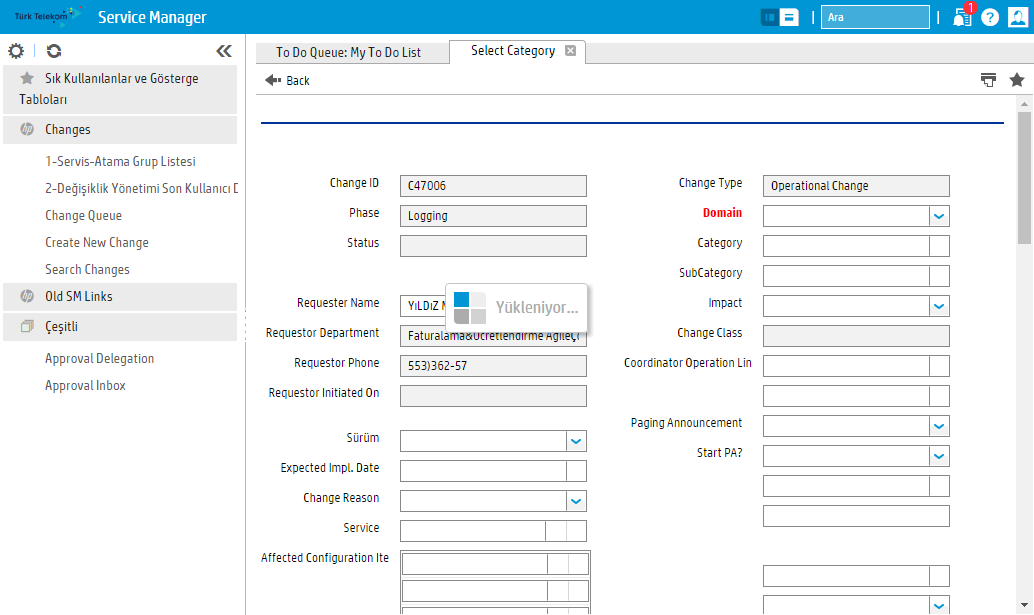 Türk Telekom
Service Manager
Ara
1
To Do Queue: My To Do List
Select Category
Back
Sık Kullanılanlar ve Gösterge
Tabloları
Changes
1-Servis-Atama Grup Listesi
2-Değişiklik Yönetimi Son Kullanıcı D
Change Queue
Create New Change
Search Changes
Old SM Links
Çeşitli
Approval Delegation
Approval Inbox
Change ID
C47006
Change Type
Operational Change
Phase
Logging
Domain
Status
Category
SubCategory
Requester Name
YıLDıZ
Yükleniyor...
Impact
Requestor Department
Faturalama&Ücretlendirme
Change Class
Requestor Phone
553)362-57
Coordinator Operation Lin
Requestor Initiated On
Paging Announcement
Sürüm
Start PA?
Expected Impl. Date
Change Reason
Service
Affected Configuration Ite